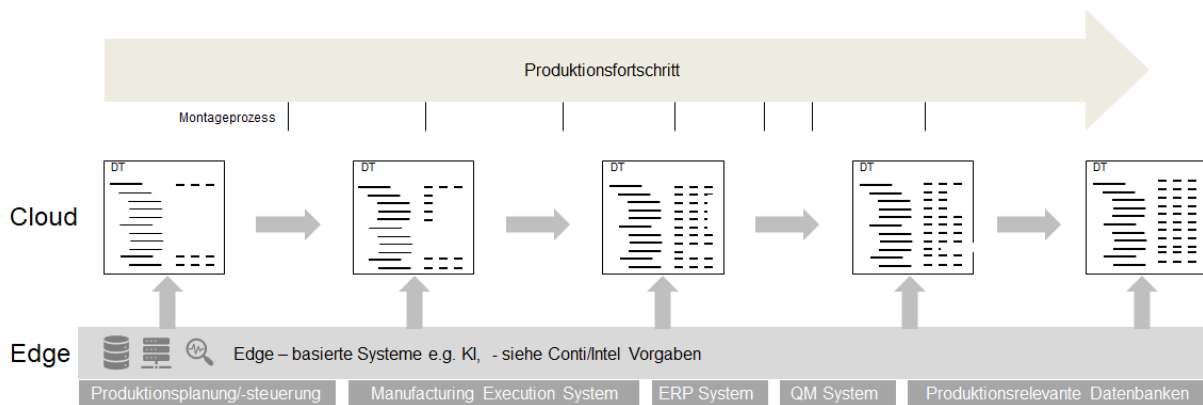 Produktionsfortschritt
Montageprozess
DT DT DT DT DT
Cloud
Edge
Edge – basierte Systeme e.g. KI, - siehe Conti/Intel Vorgaben
Produktionsplanung/-steuerung Manufacturing Execution System ERP System QM System Produktionsrelevante Datenbanken